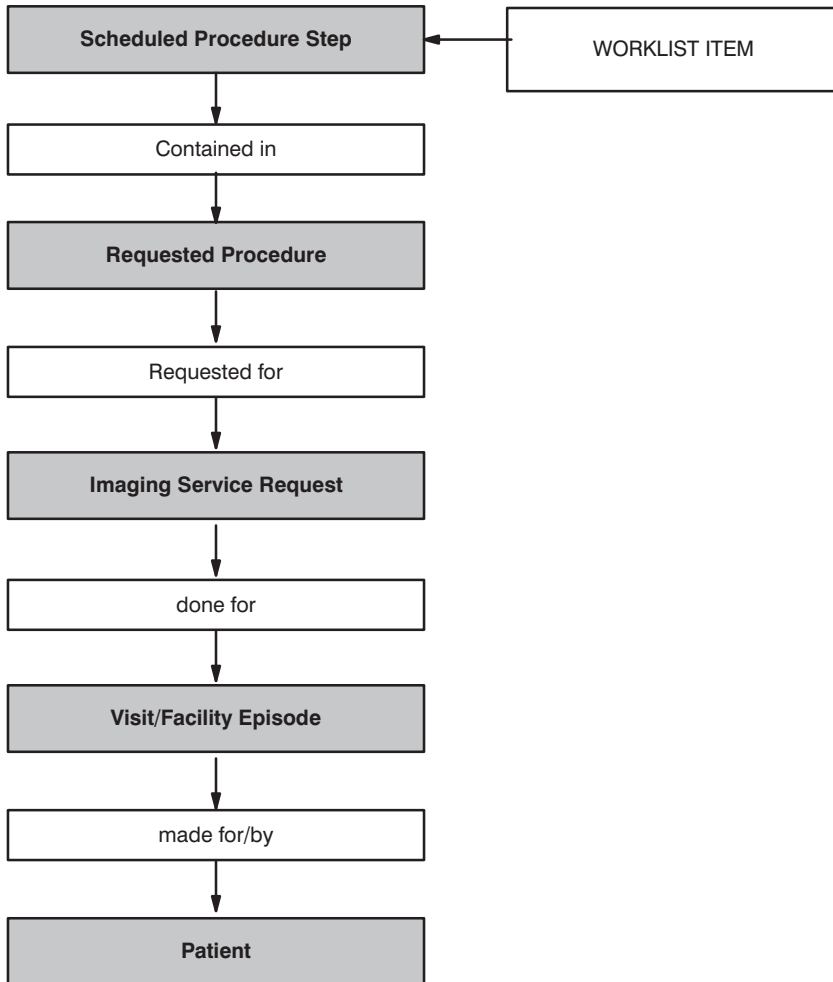 Scheduled Procedure Step
WORKLIST ITEM
Contained in
Requested Procedure
Requested for
Imaging Service Request
done for
Visit/Facility Episode
made for/by
Patient